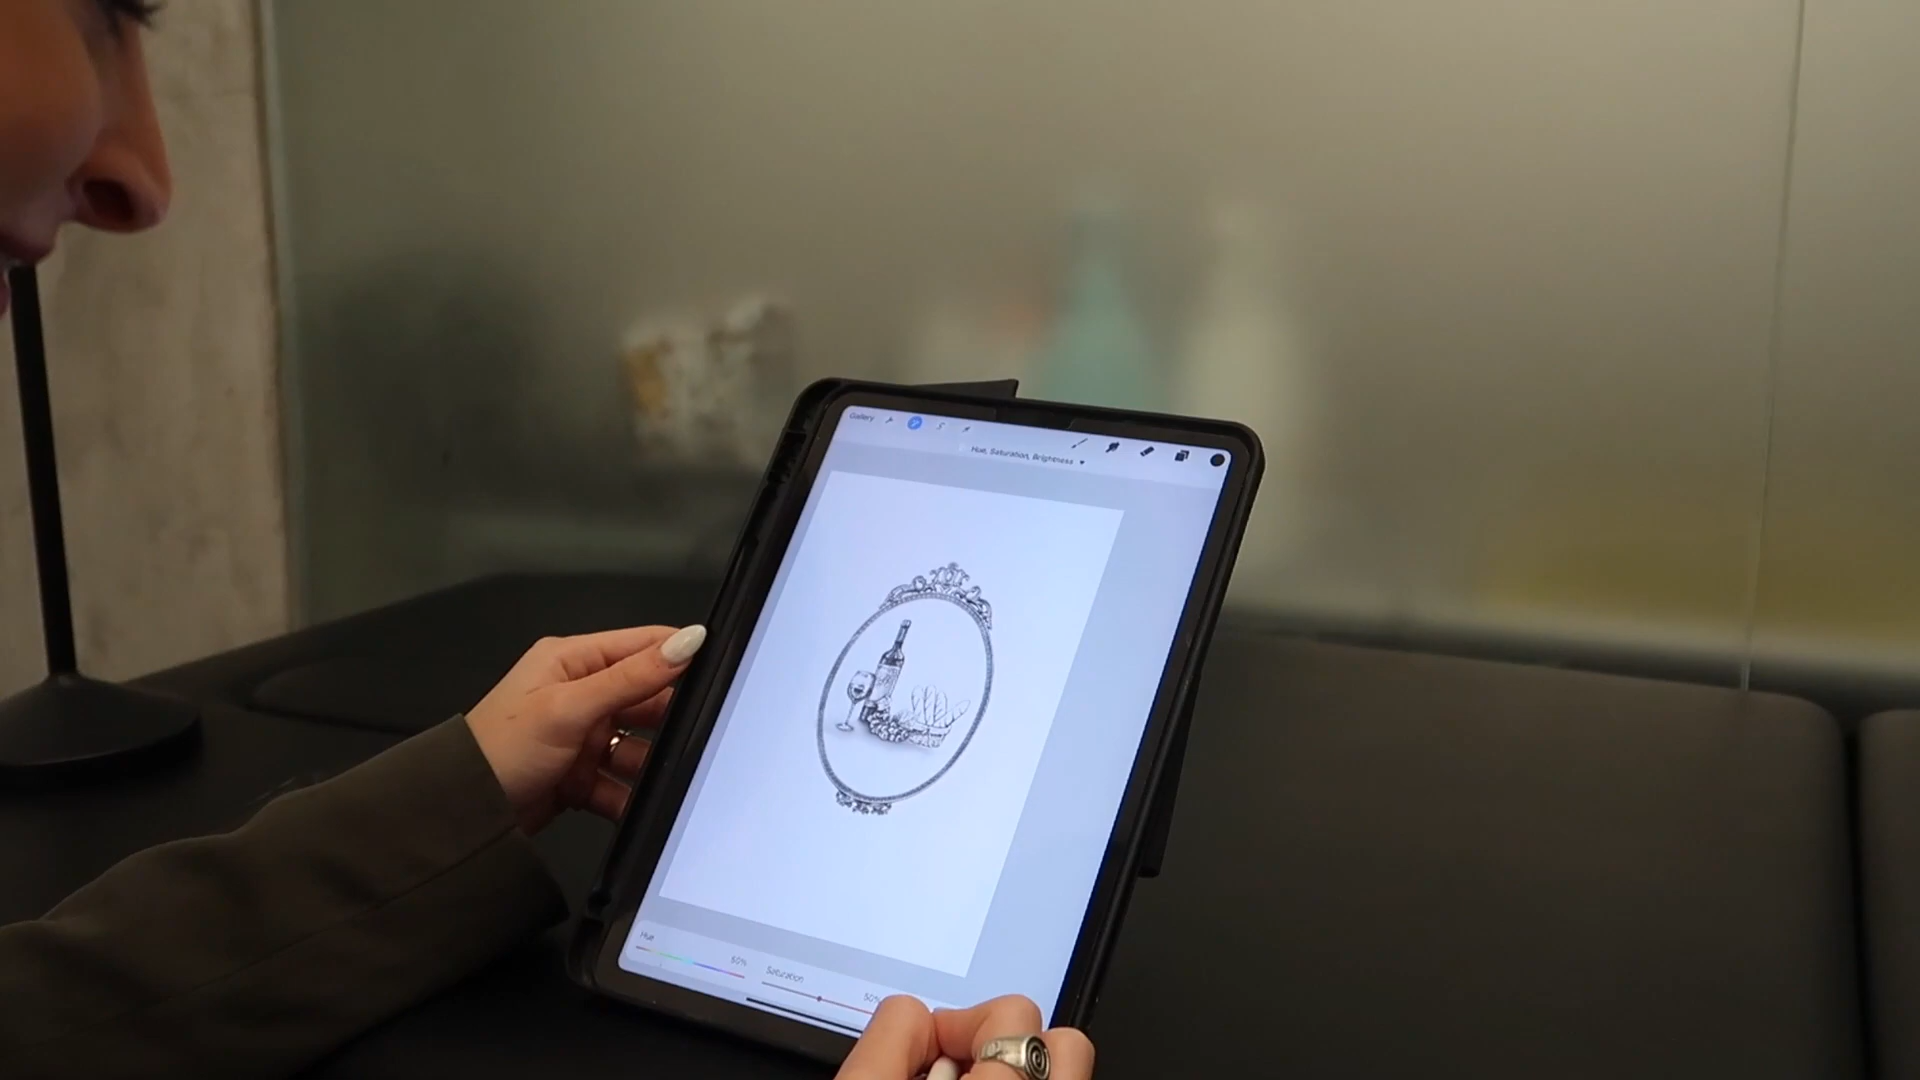 Gallery
Hue, Saturation, Brightness
Hue
50%
Saturation
50%